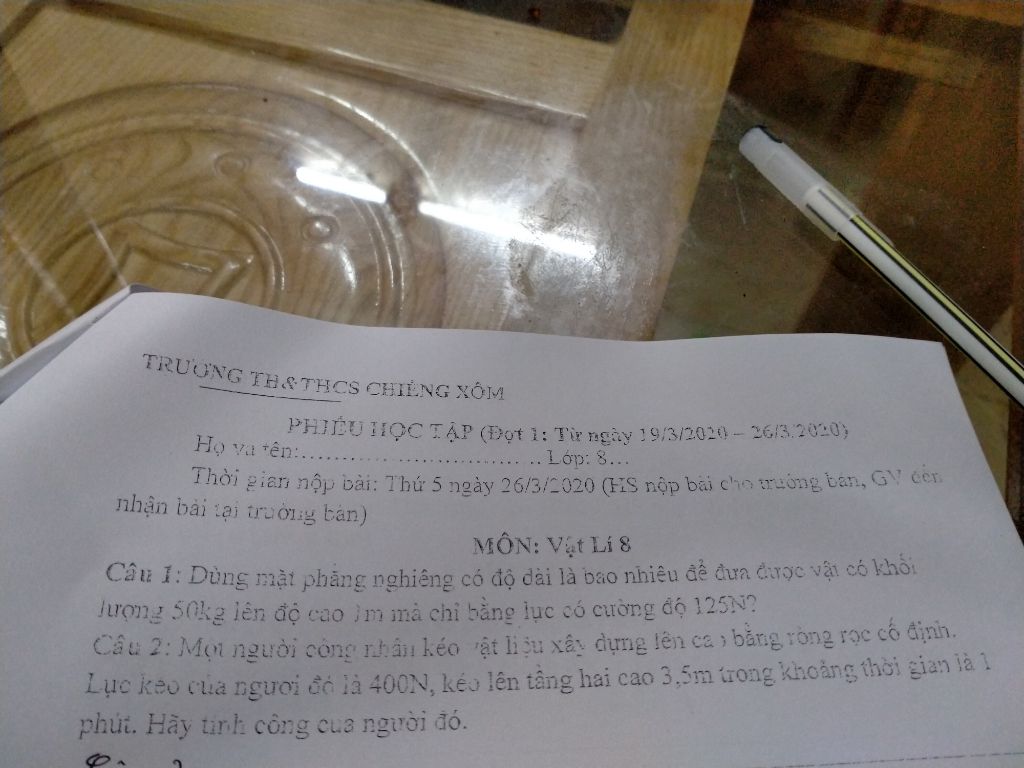 TRƯỜNG TH&THCS CHIỀNG XÔM
PHIẾU HỌC TẬP (Đợt 1: Từ ngày 19/3/2020 – 26/3/2020)
Họ và tên:................................ Lớp: 8...
Thời gian nộp bài: Thứ 5 ngày 26/3/2020 (HS nộp bài cho trưởng bản, GV đến
nhận bài tại trưởng bản)
MÔN: Vật Lí 8
Câu 1: Dùng mặt phẳng nghiêng có độ dài là bao nhiêu để đưa được vật có khối
lượng 50kg lên độ cao 1m mà chỉ bằng lực có cường độ 125N?
Câu 2: Một người công nhân kéo vật liệu xây dựng lên cao bằng ròng rọc cố định.
Lực kéo của người đó là 400N, kéo lên tầng hai cao 3,5m trong khoảng thời gian là 1
phút. Hãy tính công của người đó.